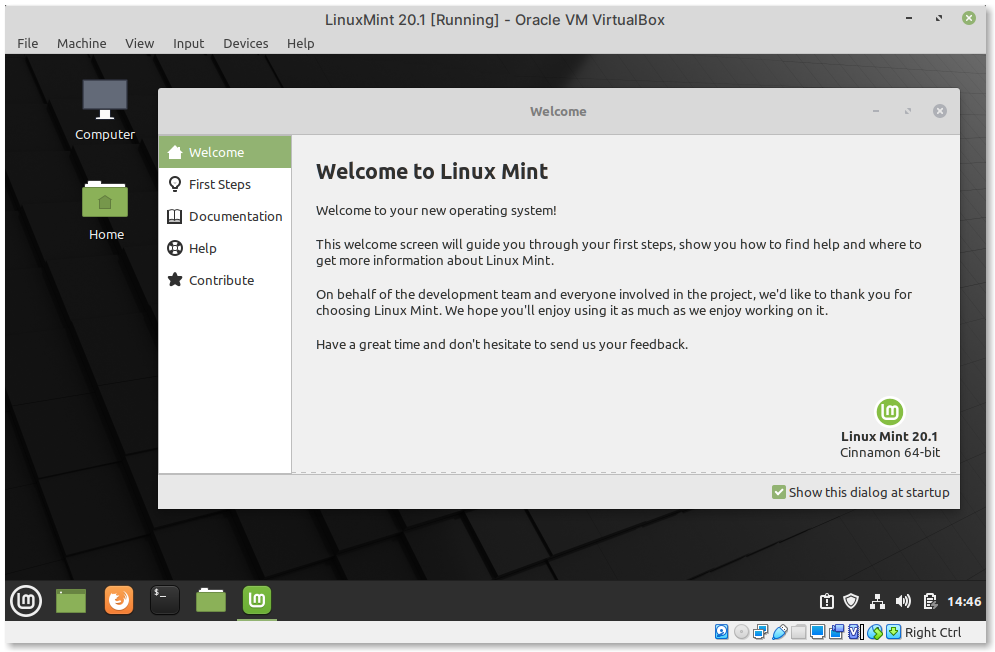 LinuxMint 20.1 [Running] - Oracle VM VirtualBox
File Machine View Input Devices Help
Computer
Home
Welcome
Welcome
First Steps
Documentation
Help
Contribute
Welcome to Linux Mint
Welcome to your new operating system!
This welcome screen will guide you through your first steps, show you how to find help and where to
get more information about Linux Mint.
On behalf of the development team and everyone involved in the project, we'd like to thank you for
choosing Linux Mint. We hope you'll enjoy using it as much as we enjoy working on it.
Have a great time and don't hesitate to send us your feedback.
Linux Mint 20.1
Cinnamon 64-bit
Show this dialog at startup
$_
14:46
Right Ctrl